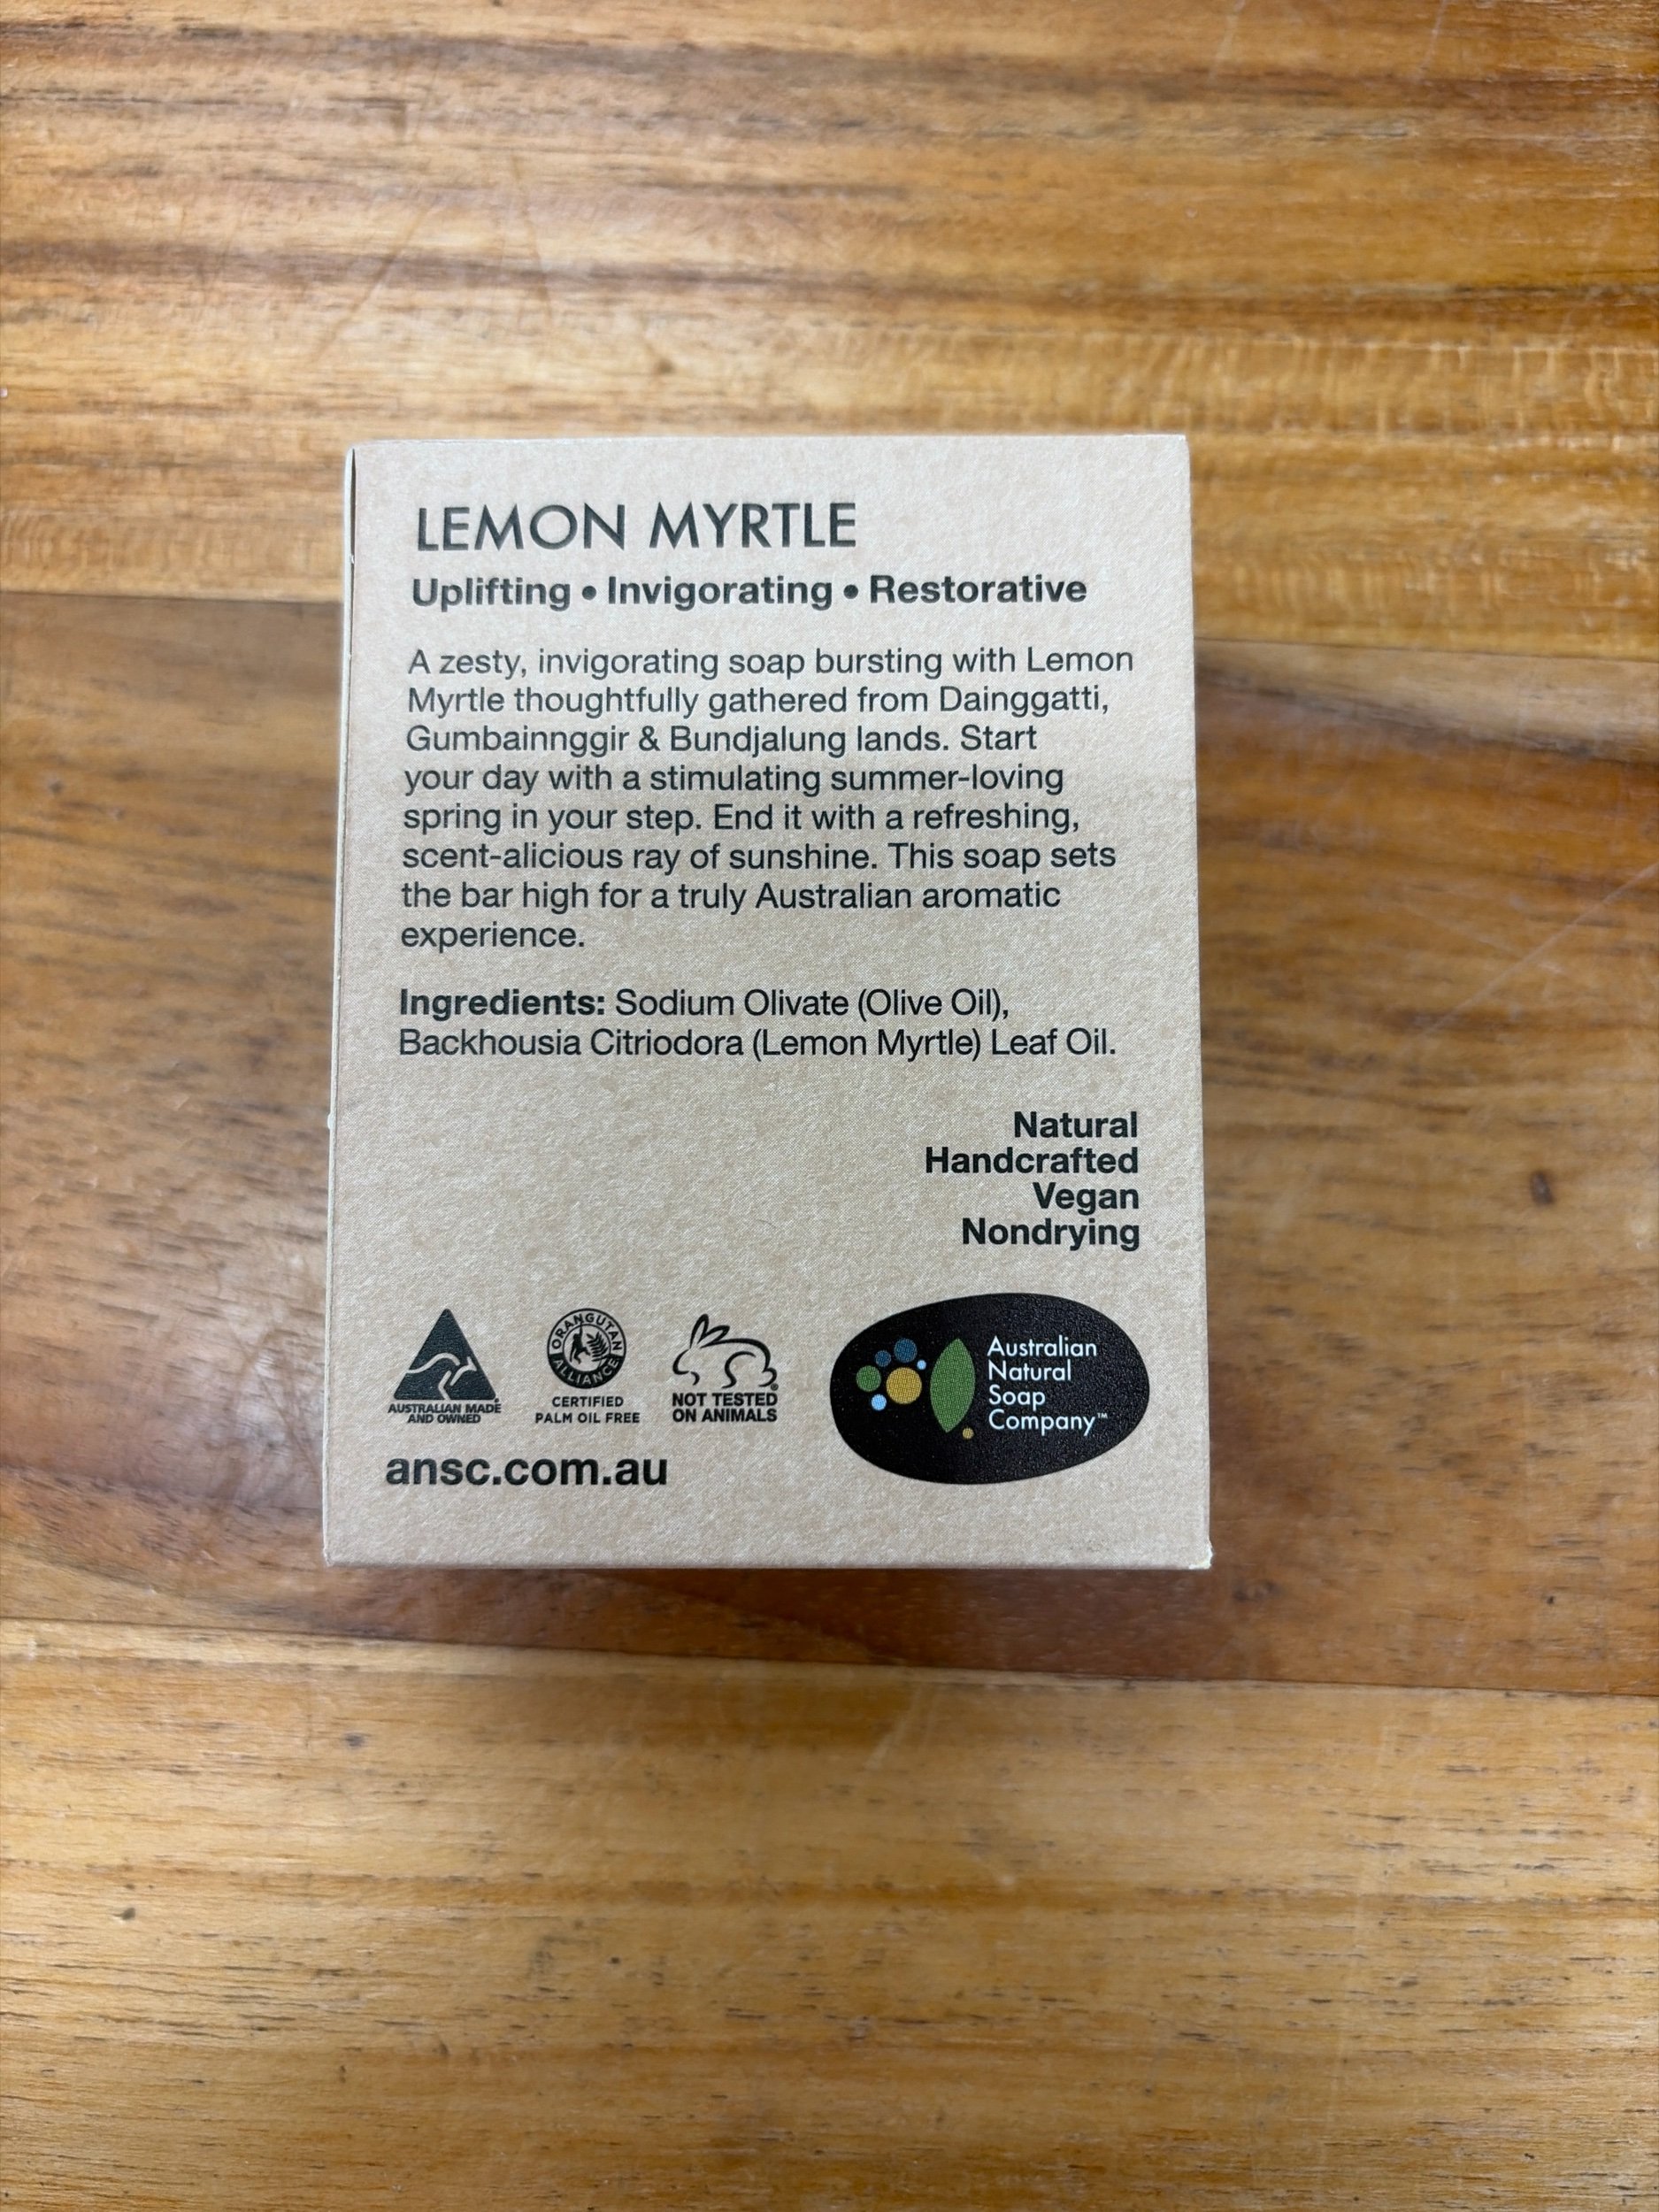 LEMON MYRTLE
Uplifting • Invigorating • Restorative
A zesty, invigorating soap bursting with Lemon
Myrtle thoughtfully gathered from Dainggatti,
Gumbainnggir & Bundjalung lands. Start
your day with a stimulating summer-loving
spring in your step. End it with a refreshing,
scent-alicious ray of sunshine. This soap sets
the bar high for a truly Australian aromatic
experience.
Ingredients: Sodium Olivate (Olive Oil),
Backhousia Citriodora (Lemon Myrtle) Leaf Oil.
Natural
Handcrafted
Vegan
Nondrying
AUSTRALIAN MADE
AND OWNED
ORANGUTAN
ALLIANCE
CERTIFIED
PALM OIL FREE
NOT TESTED
ON ANIMALS
Australian
Natural
Soap
Company™
ansc.com.au